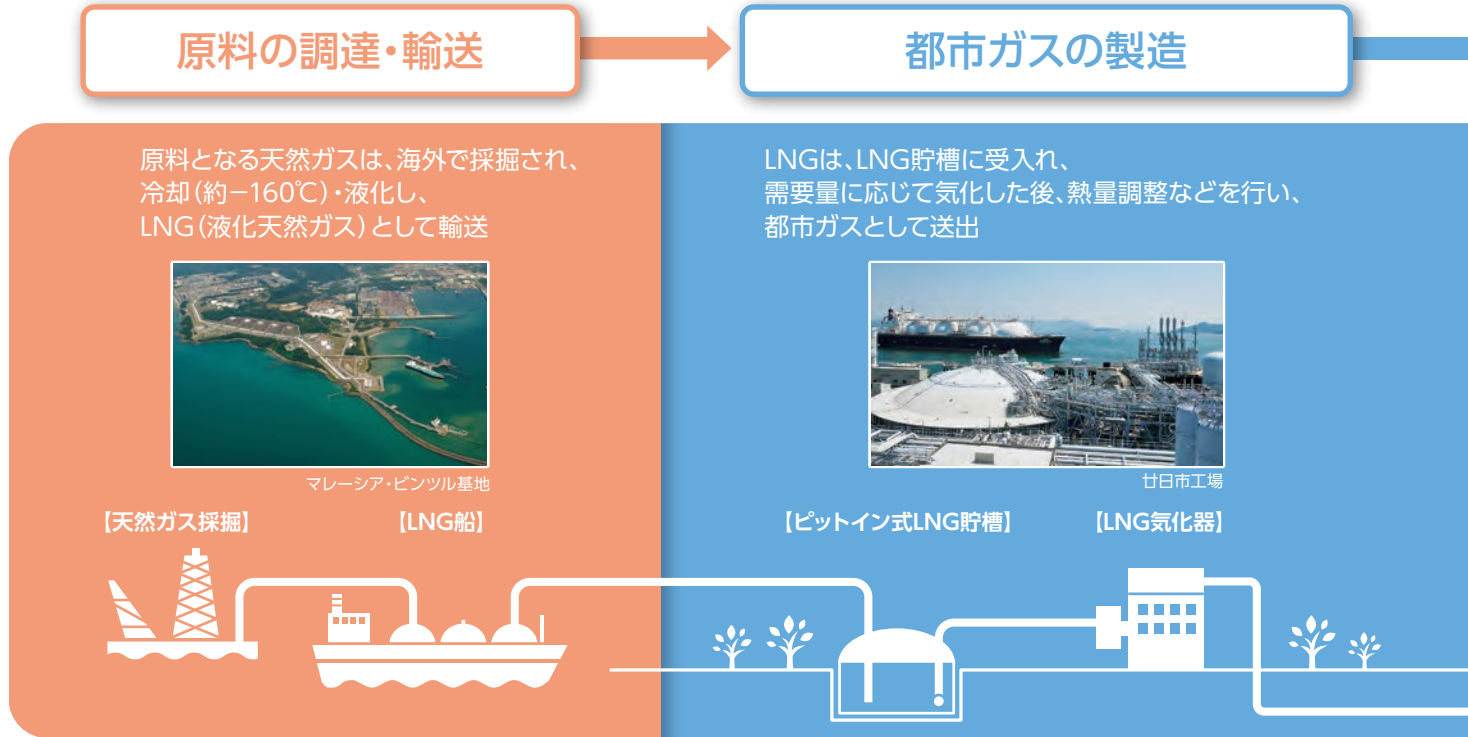 原料の調達・輸送
都市ガスの製造
原料となる天然ガスは、海外で採掘され、
冷却(約－160℃)・液化し、
LNG(液化天然ガス)として輸送
マレーシア・ビンツル基地
【天然ガス採掘】
【LNG船】
LNGは、LNG貯槽に受入れ、
需要量に応じて気化した後、熱量調整などを行い、
都市ガスとして送出
廿日市工場
【ピットイン式LNG貯槽】
【LNG気化器】